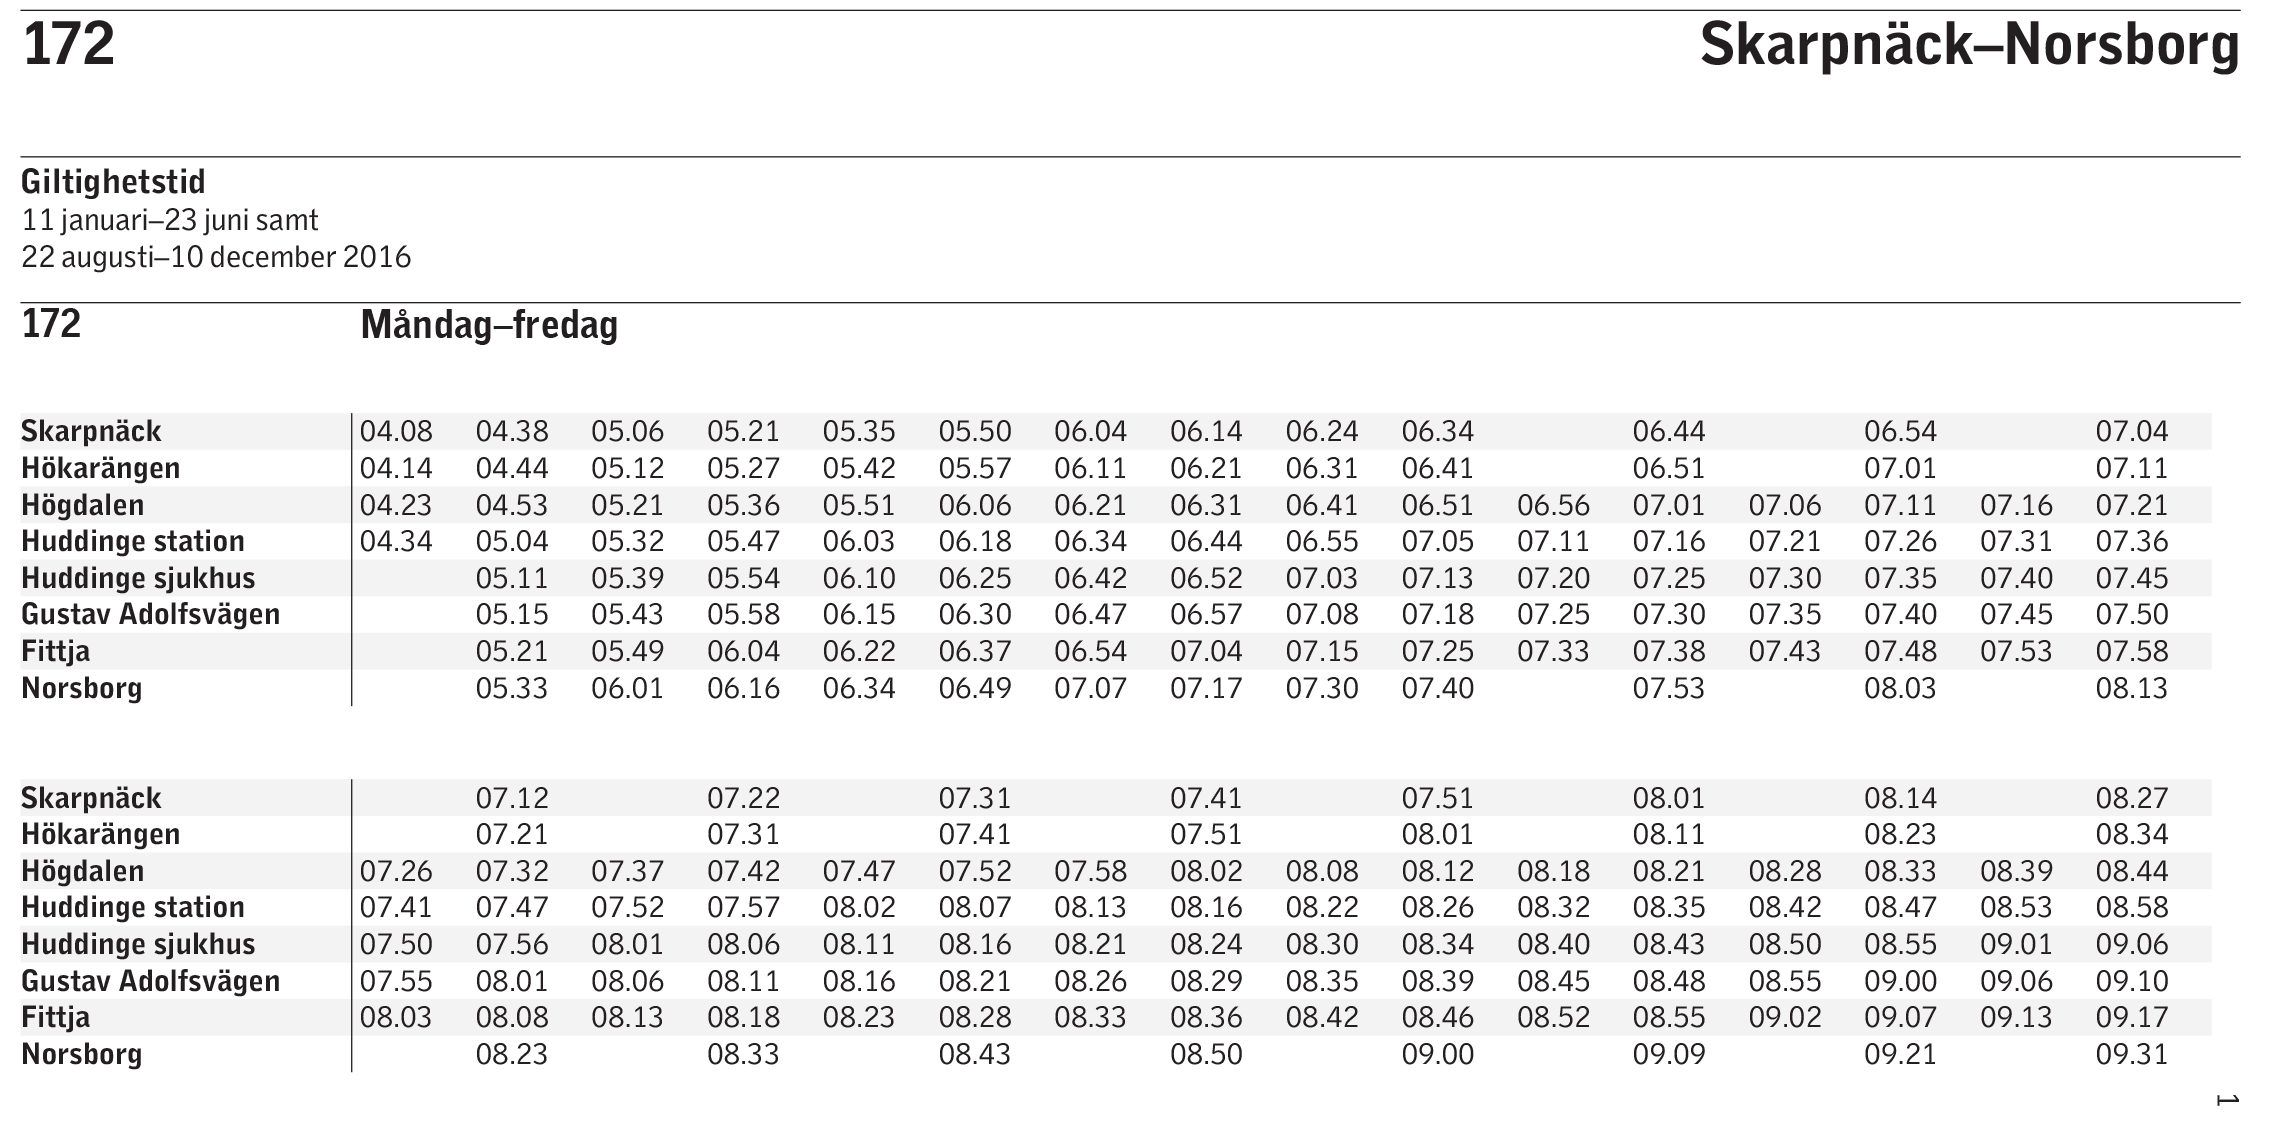 172 Skarpnäck–Norsborg
Giltighetstid
11 januari–23 juni samt
22 augusti–10 december 2016
172 Måndag–fredag
Skarpnäck 04.08 04.38 05.06 05.21 05.35 05.50 06.04 06.14 06.24 06.34 06.44 06.54 07.04
Hökarängen 04.14 04.44 05.12 05.27 05.42 05.57 06.11 06.21 06.31 06.41 06.51 07.01 07.11
Högdalen 04.23 04.53 05.21 05.36 05.51 06.06 06.21 06.31 06.41 06.51 06.56 07.01 07.06 07.11 07.16 07.21
Huddinge station 04.34 05.04 05.32 05.47 06.03 06.18 06.34 06.44 06.55 07.05 07.11 07.16 07.21 07.26 07.31 07.36
Huddinge sjukhus 05.11 05.39 05.54 06.10 06.25 06.42 06.52 07.03 07.13 07.20 07.25 07.30 07.35 07.40 07.45
Gustav Adolfsvägen 05.15 05.43 05.58 06.15 06.30 06.47 06.57 07.08 07.18 07.25 07.30 07.35 07.40 07.45 07.50
Fittja 05.21 05.49 06.04 06.22 06.37 06.54 07.04 07.15 07.25 07.33 07.38 07.43 07.48 07.53 07.58
Norsborg 05.33 06.01 06.16 06.34 06.49 07.07 07.17 07.30 07.40 07.53 08.03 08.13
Skarpnäck 07.12 07.22 07.31 07.41 07.51 08.01 08.14 08.27
Hökarängen 07.21 07.31 07.41 07.51 08.01 08.11 08.23 08.34
Högdalen 07.26 07.32 07.37 07.42 07.47 07.52 07.58 08.02 08.08 08.12 08.18 08.21 08.28 08.33 08.39 08.44
Huddinge station 07.41 07.47 07.52 07.57 08.02 08.07 08.13 08.16 08.22 08.26 08.32 08.35 08.42 08.47 08.53 08.58
Huddinge sjukhus 07.50 07.56 08.01 08.06 08.11 08.16 08.21 08.24 08.30 08.34 08.40 08.43 08.50 08.55 09.01 09.06
Gustav Adolfsvägen 07.55 08.01 08.06 08.11 08.16 08.21 08.26 08.29 08.35 08.39 08.45 08.48 08.55 09.00 09.06 09.10
Fittja 08.03 08.08 08.13 08.18 08.23 08.28 08.33 08.36 08.42 08.46 08.52 08.55 09.02 09.07 09.13 09.17
Norsborg 08.23 08.33 08.43 08.50 09.00 09.09 09.21 09.31
1